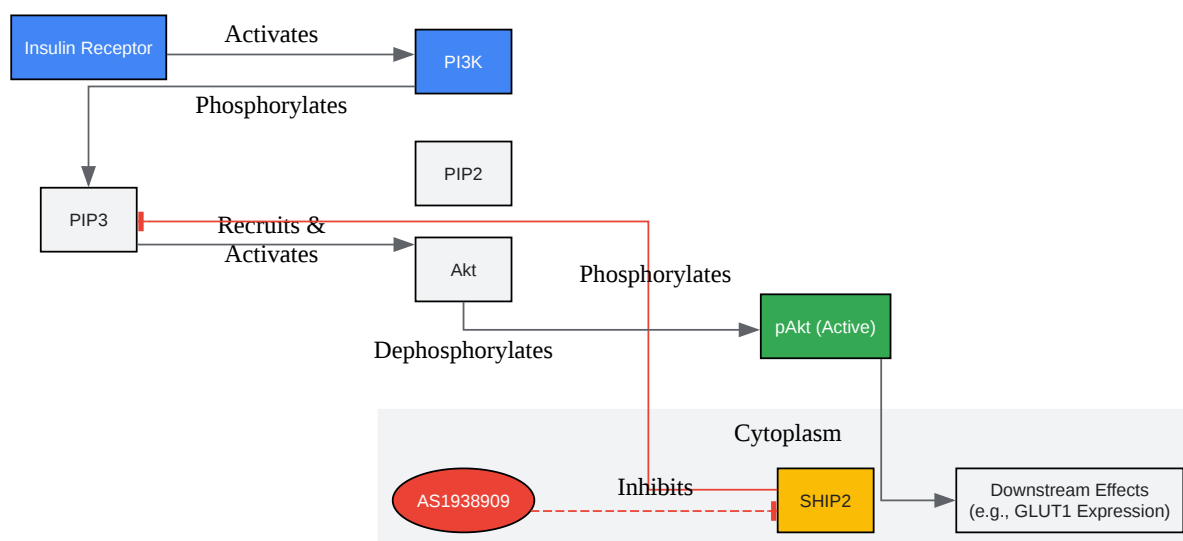 Insulin Receptor
Activates
PI3K
Phosphorylates
PIP2
PIP3
Recruits &
Activates
Akt
Phosphorylates
pAkt (Active)
Dephosphorylates
Cytoplasm
AS1938909
Inhibits
SHIP2
Downstream Effects
(e.g., GLUT1 Expression)